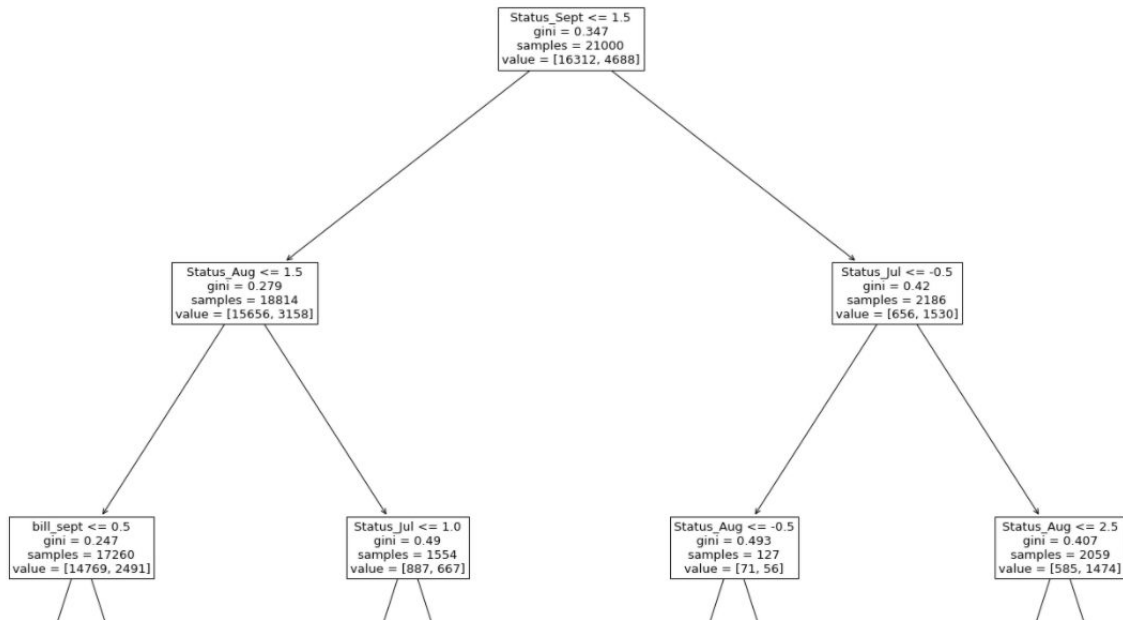 Status_Sept <= 1.5
gini = 0.347
samples = 21000
value = [16312, 4688]
Status_Aug <= 1.5
gini = 0.279
samples = 18814
value = [15656, 3158]
Status_Jul <= -0.5
gini = 0.42
samples = 2186
value = [656, 1530]
bill_sept <= 0.5
gini = 0.247
samples = 17260
value = [14769, 2491]
Status_Jul <= 1.0
gini = 0.49
samples = 1554
value = [887, 667]
Status_Aug <= -0.5
gini = 0.493
samples = 127
value = [71, 56]
Status_Aug <= 2.5
gini = 0.407
samples = 2059
value = [585, 1474]